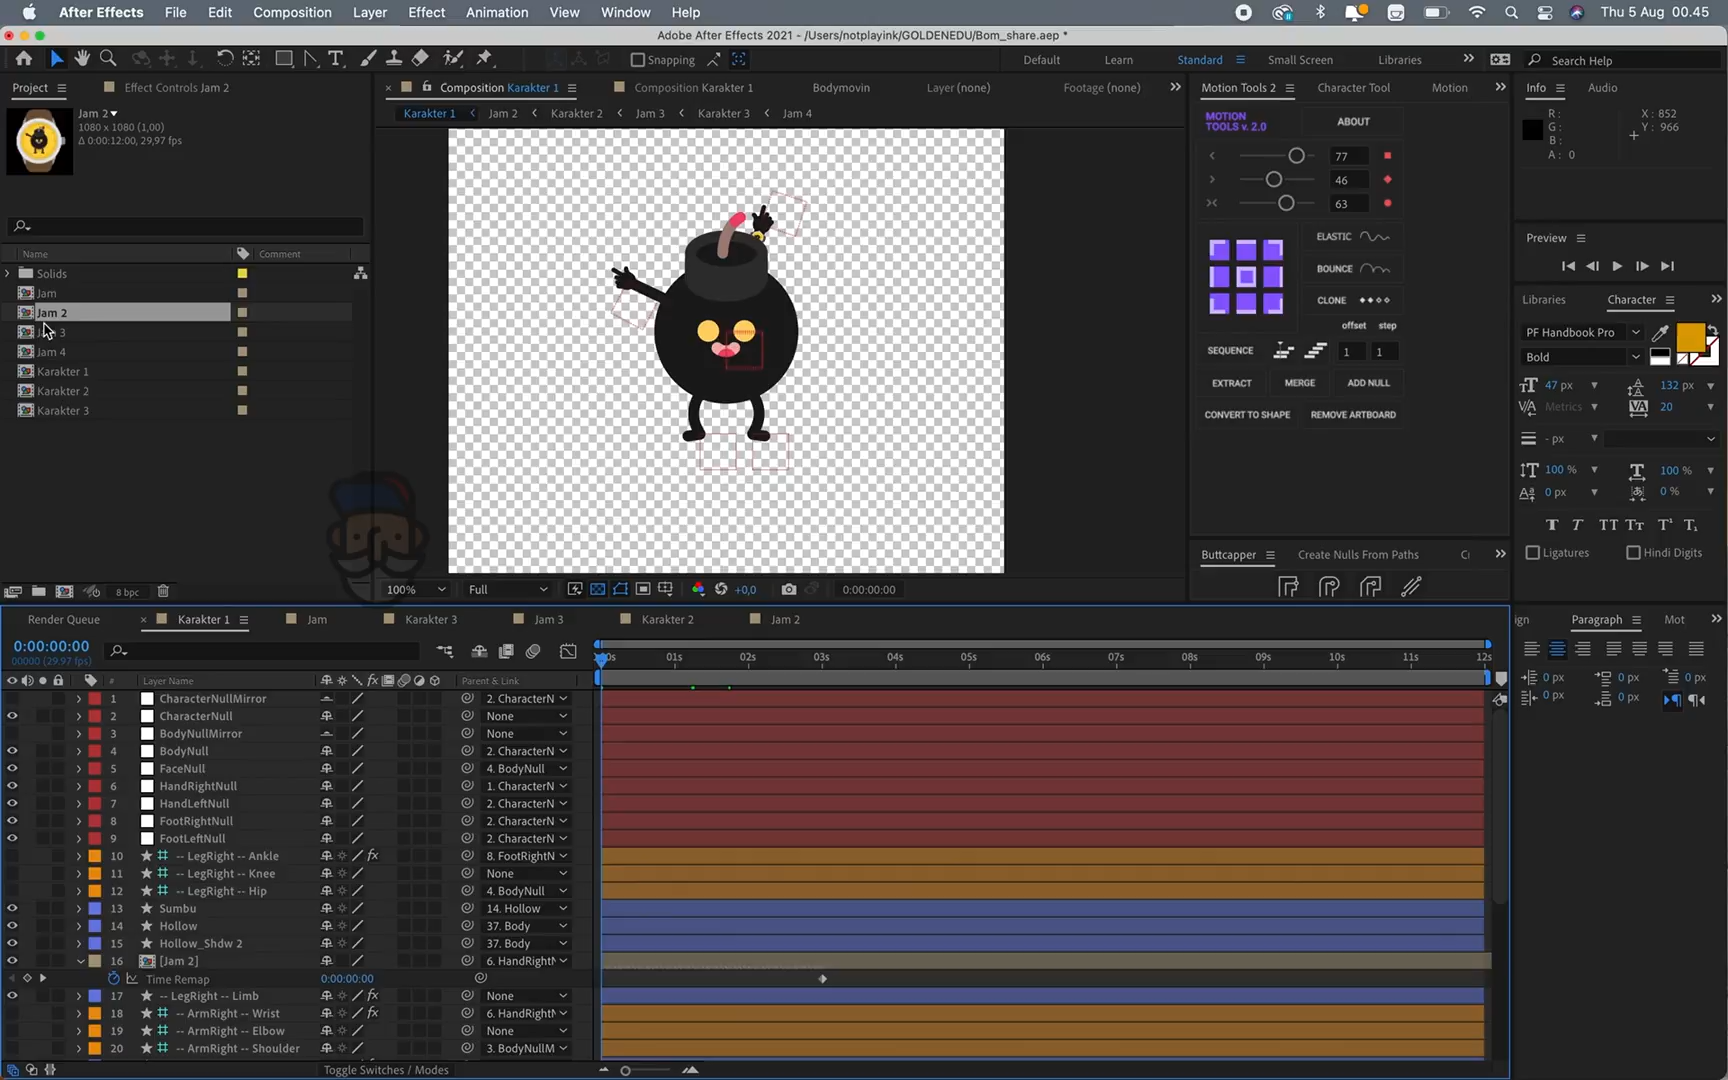 After Effects File Edit Composition Layer Effect Animation View Window Help Thu 5 Aug 00.45
Adobe After Effects 2021 - /Users/notplayink/GOLDENEDU/Bom_share.aep *
Snapping Default Learn Standard Small Screen Libraries Search Help
Project Effect Controls Jam 2 Composition Karakter 1 Composition Karakter 1 Bodymovin Layer (none) Footage (none) Motion Tools 2 Character Tool Motion Info Audio
Jam 2
1080 x 1080 (1,00)
Δ 0:00:12:00, 29,97 fps
Karakter 1 Jam 2 Karakter 2 Jam 3 Karakter 3 Jam 4
MOTION TOOLS v. 2.0 ABOUT
77
46
63
ELASTIC
BOUNCE
CLONE
offset step
SEQUENCE 1 1
EXTRACT MERGE ADD NULL
CONVERT TO SHAPE REMOVE ARTBOARD
R:
G:
B:
A: 0
X: 852
Y: 966
Preview
Libraries Character
PF Handbook Pro
Bold
47 px 132 px
Metrics 20
- px
100 % 100 %
0 px 0 %
T T TT Tt T¹ T₁
Ligatures Hindi Digits
Name Comment
Solids
Jam
Jam 2
Jam 3
Jam 4
Karakter 1
Karakter 2
Karakter 3
8 bpc
100% Full +0,0 0:00:00:00
Buttcapper Create Nulls From Paths
Render Queue Karakter 1 Jam Karakter 3 Jam 3 Karakter 2 Jam 2
ign Paragraph Mot
0 px 0 px 0 px
0 px 0 px
0:00:00:00
00000 (29.97 fps)
01s 02s 03s 04s 05s 06s 07s 08s 09s 10s 11s 12s
# Layer Name Parent & Link
1 CharacterNullMirror 2. CharacterN
2 CharacterNull None
3 BodyNullMirror None
4 BodyNull 2. CharacterN
5 FaceNull 4. BodyNull
6 HandRightNull 1. CharacterN
7 HandLeftNull 2. CharacterN
8 FootRightNull 2. CharacterN
9 FootLeftNull 2. CharacterN
10 -- LegRight -- Ankle 8. FootRightN
11 -- LegRight -- Knee None
12 -- LegRight -- Hip 4. BodyNull
13 Sumbu 14. Hollow
14 Hollow 37. Body
15 Hollow_Shdw 2 37. Body
16 [Jam 2] 6. HandRightN
Time Remap 0:00:00:00
17 -- LegRight -- Limb None
18 -- ArmRight -- Wrist 6. HandRightN
19 -- ArmRight -- Elbow None
20 -- ArmRight -- Shoulder 3. BodyNullM
Toggle Switches / Modes